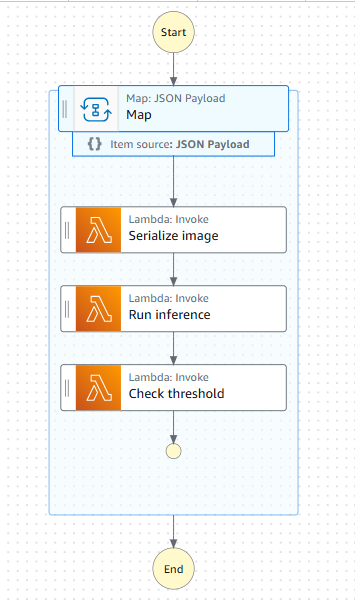 Start
Map: JSON Payload
Map
{} Item source: JSON Payload
Lambda: Invoke
Serialize image
Lambda: Invoke
Run inference
Lambda: Invoke
Check threshold
End